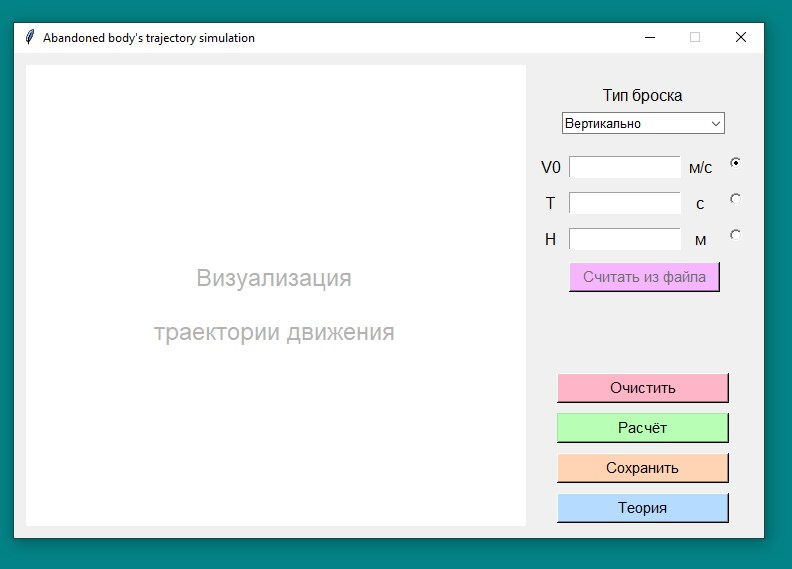 Abandoned body's trajectory simulation
Тип броска
Вертикально
V0 м/с
T с
H м
Считать из файла
Визуализация
траектории движения
Очистить
Расчёт
Сохранить
Теория